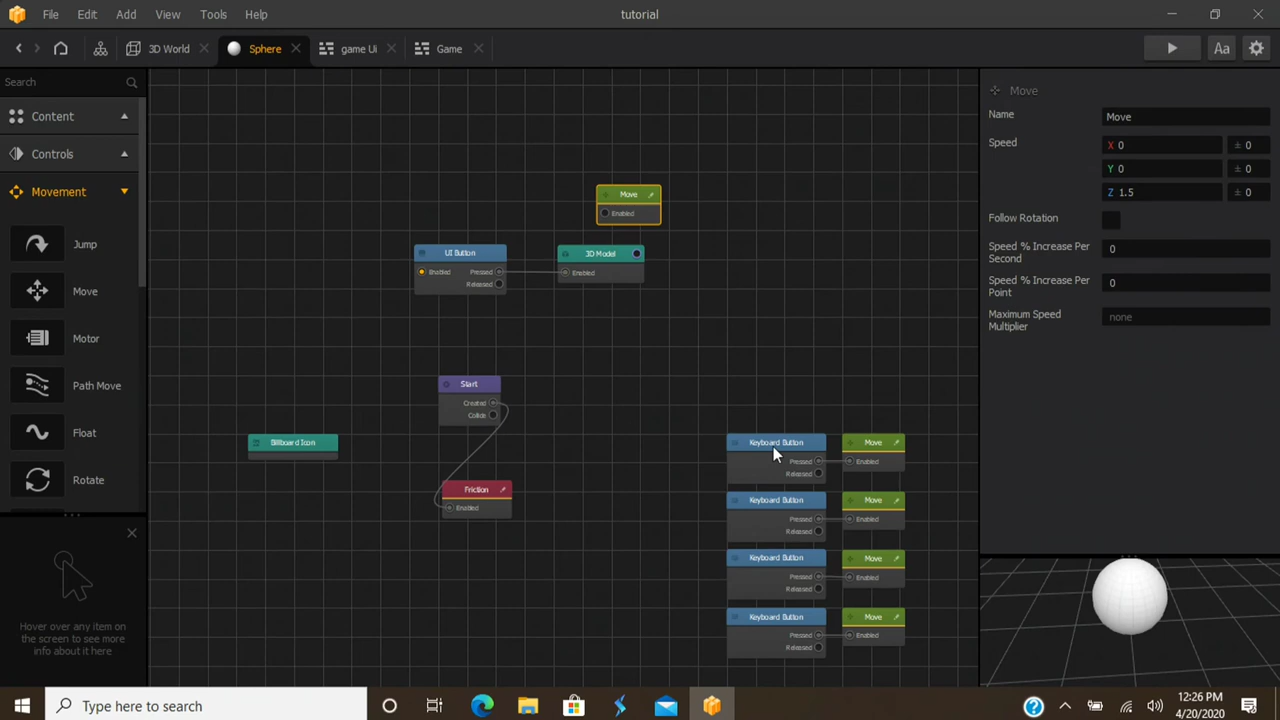 File Edit Add View Tools Help
tutorial
3D World
Sphere
game Ui
Game
Aa
Search
Content
Controls
Movement
Jump
Move
Motor
Path Move
Float
Rotate
Hover over any item on
the screen to see more
info about it here
Move
Enabled
UI Button
Enabled Pressed
Released
3D Model
Enabled
Start
Created
Collide
Billboard Icon
Friction
Enabled
Keyboard Button
Pressed
Released
Move
Enabled
Keyboard Button
Pressed
Released
Move
Enabled
Keyboard Button
Pressed
Released
Move
Enabled
Keyboard Button
Pressed
Released
Move
Enabled
Move
Name Move
Speed X 0 ± 0
Y 0 ± 0
Z 1.5 ± 0
Follow Rotation
Speed % Increase Per
Second
0
Speed % Increase Per
Point
0
Maximum Speed
Multiplier
none
Type here to search
12:26 PM
4/20/2020